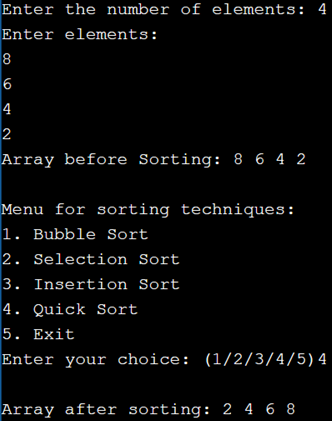 Enter the number of elements: 4
Enter elements:
8
6
4
2
Array before Sorting: 8 6 4 2
Menu for sorting techniques:
1. Bubble Sort
2. Selection Sort
3. Insertion Sort
4. Quick Sort
5. Exit
Enter your choice: (1/2/3/4/5)4
Array after sorting: 2 4 6 8